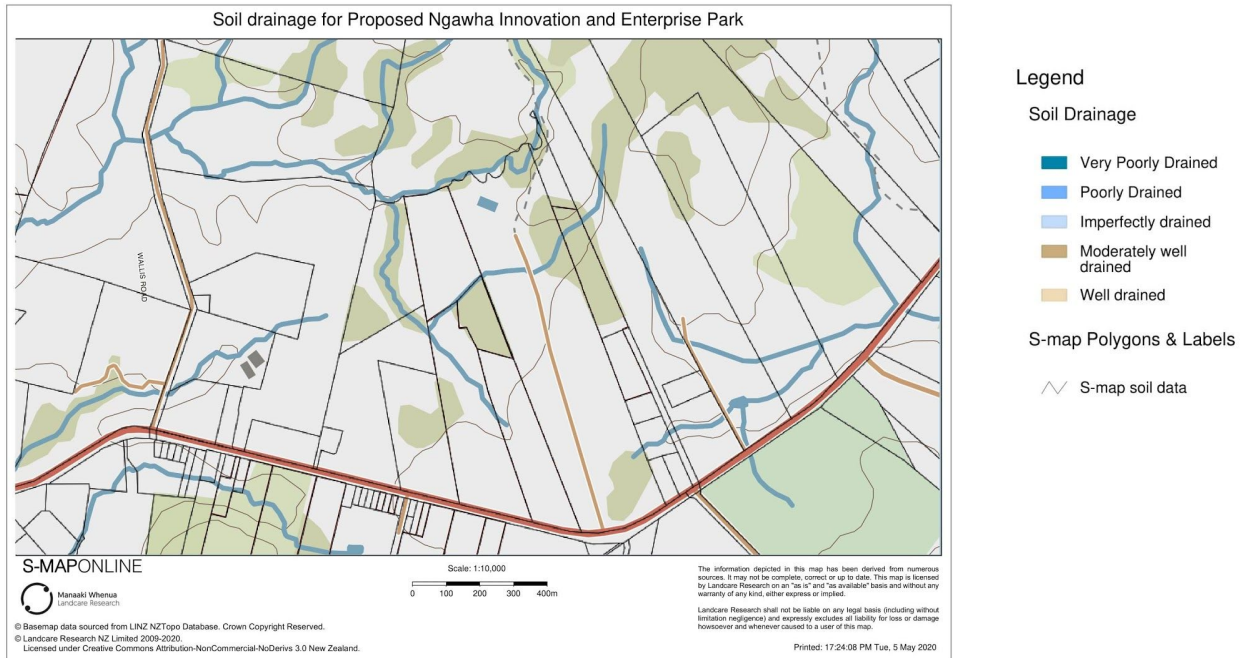 Soil drainage for Proposed Ngawha Innovation and Enterprise Park
WALLIS ROAD
Legend
Soil Drainage
Very Poorly Drained
Poorly Drained
Imperfectly drained
Moderately well
drained
Well drained
S-map Polygons & Labels
S-map soil data
S-MAPONLINE
Manaaki Whenua
Landcare Research
© Basemap data sourced from LINZ NZTopo Database. Crown Copyright Reserved.
© Landcare Research NZ Limited 2009-2020.
Licensed under Creative Commons Attribution-NonCommercial-NoDerivs 3.0 New Zealand.
Scale: 1:10,000
0 100 200 300 400m
The information depicted in this map has been derived from numerous
sources. It may not be complete, correct or up to date. This map is licensed
by Landcare Research on an "as is" and "as available" basis and without any
warranty of any kind, either express or implied.
Landcare Research shall not be liable on any legal basis (including without
limitation negligence) and expressly excludes all liability for loss or damage
howsoever and whenever caused to a user of this map.
Printed: 17:24:08 PM Tue, 5 May 2020